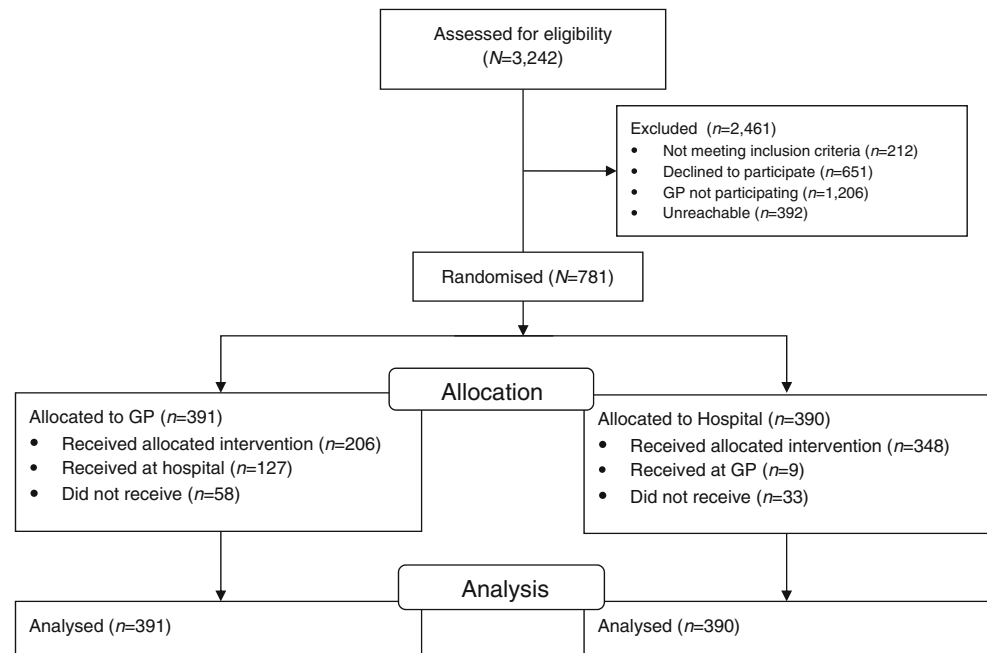 Assessed for eligibility
(N=3,242)
Excluded (n=2,461)
• Not meeting inclusion criteria (n=212)
• Declined to participate (n=651)
• GP not participating (n=1,206)
• Unreachable (n=392)
Randomised (N=781)
Allocation
Allocated to GP (n=391)
• Received allocated intervention (n=206)
• Received at hospital (n=127)
• Did not receive (n=58)
Allocated to Hospital (n=390)
• Received allocated intervention (n=348)
• Received at GP (n=9)
• Did not receive (n=33)
Analysis
Analysed (n=391)
Analysed (n=390)